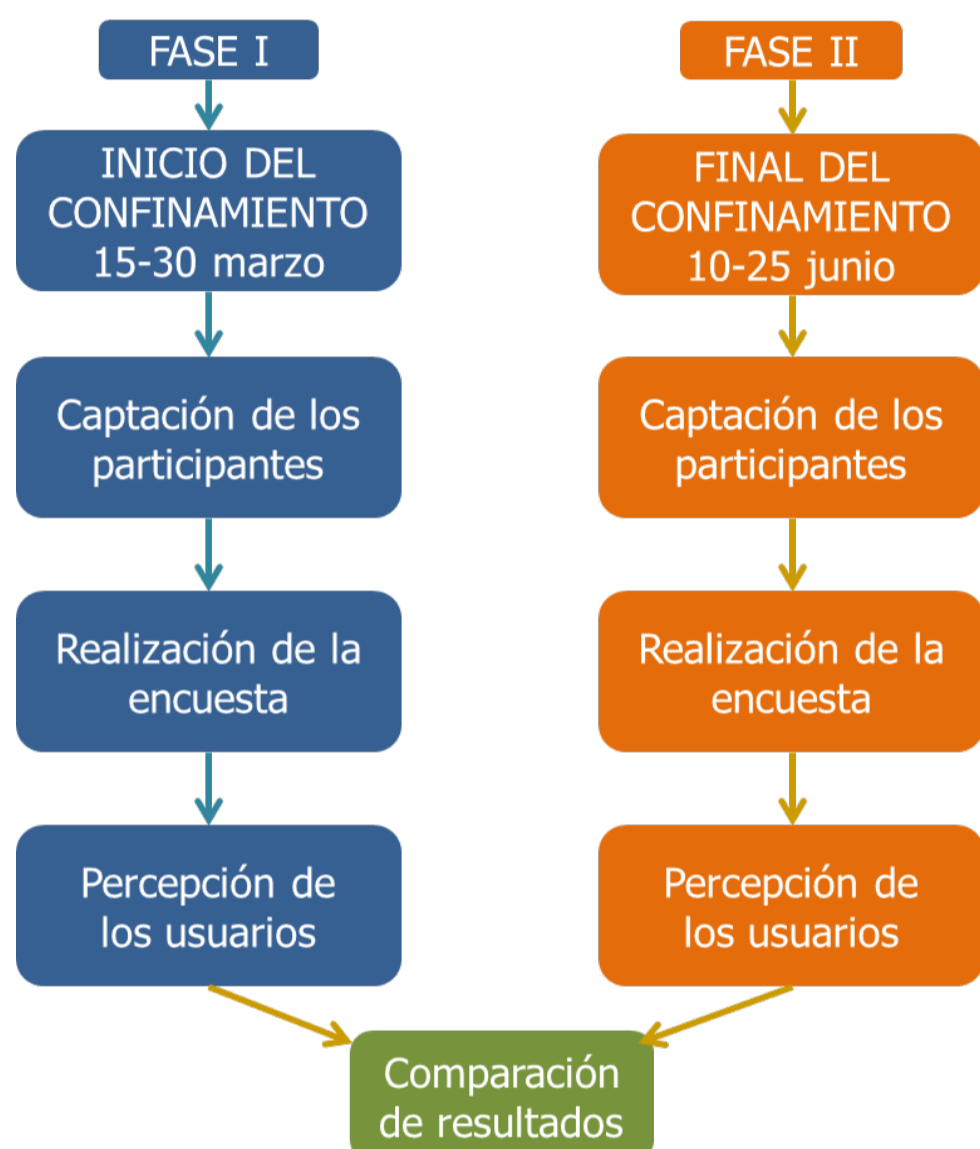 FASE I
INICIO DEL
CONFINAMIENTO
15-30 marzo
Captación de los
participantes
Realización de la
encuesta
Percepción de
los usuarios
FASE II
FINAL DEL
CONFINAMIENTO
10-25 junio
Captación de los
participantes
Realización de la
encuesta
Percepción de
los usuarios
Comparación
de resultados